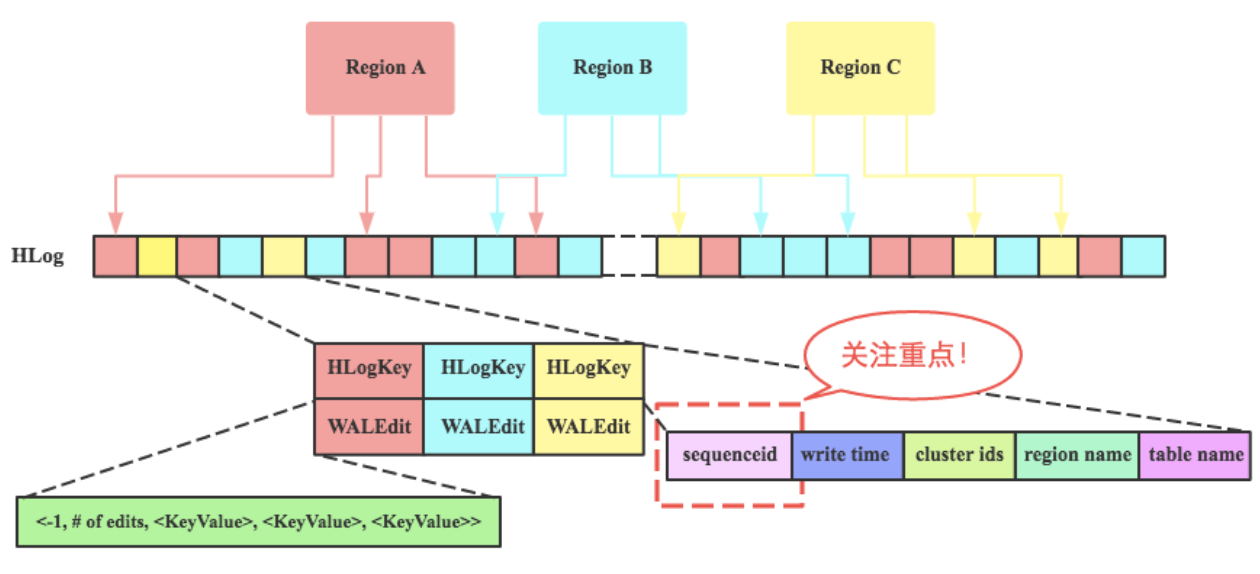 Region A
Region B
Region C
HLog
HLogKey
HLogKey
HLogKey
WALEdit
WALEdit
WALEdit
关注重点!
sequenceid
write time
cluster ids
region name
table name
<-1, # of edits, <KeyValue>, <KeyValue>, <KeyValue>>